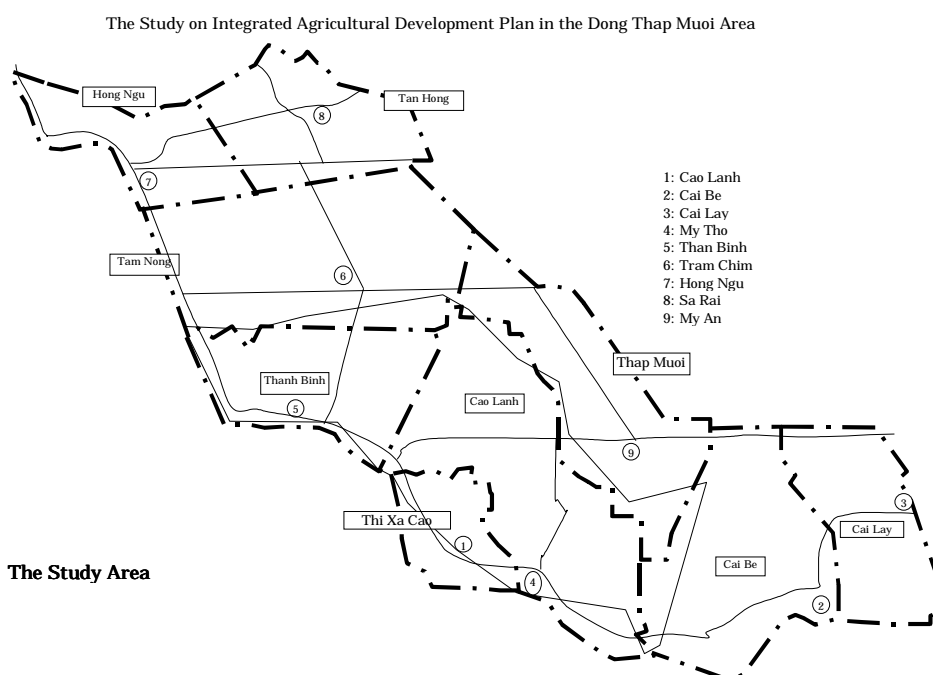 The Study on Integrated Agricultural Development Plan in the Dong Thap Muoi Area
Hong Ngu
Tan Hong
8
7
1: Cao Lanh
2: Cai Be
3: Cai Lay
4: My Tho
5: Than Binh
6: Tram Chim
7: Hong Ngu
8: Sa Rai
9: My An
Tam Nong
6
Thap Muoi
Thanh Binh
5
Cao Lanh
9
3
Thi Xa Cao
Cai Lay
1
Cai Be
The Study Area
4
2